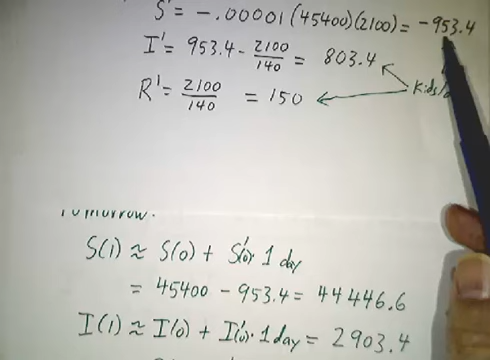 S' = -.00001 (45400)(2100) = -953.4
I' = 953.4 - 2100/140 = 803.4
R' = 2100/140 = 150
Kids/
Tomorrow.
S(1) ≈ S(0) + S'(0)· 1 day
= 45400 - 953.4 = 44446.6
I(1) ≈ I(0) + I'(0)· 1 day = 2903.4